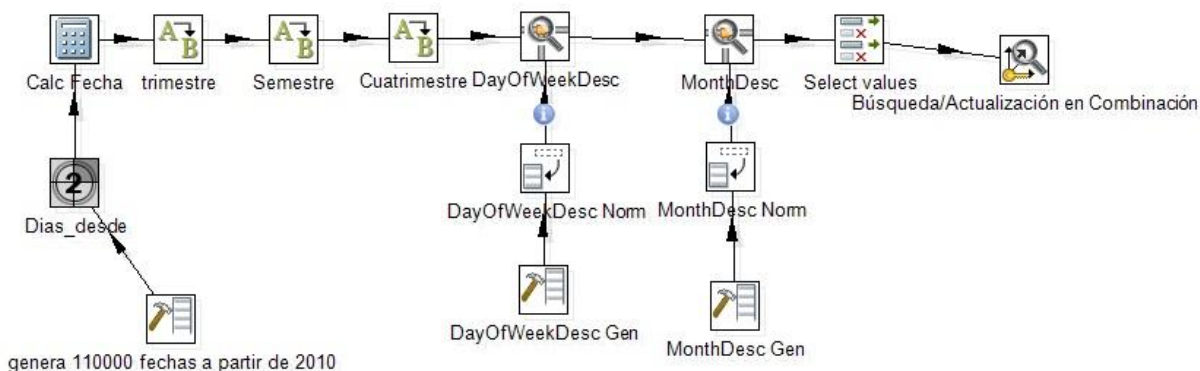 Calc Fecha
trimestre
Semestre
Cuatrimestre
DayOfWeekDesc
MonthDesc
Select values
Búsqueda/Actualización en Combinación
A B
A B
A B
i
i
2
Dias_desde
DayOfWeekDesc Norm
MonthDesc Norm
DayOfWeekDesc Gen
MonthDesc Gen
genera 110000 fechas a partir de 2010